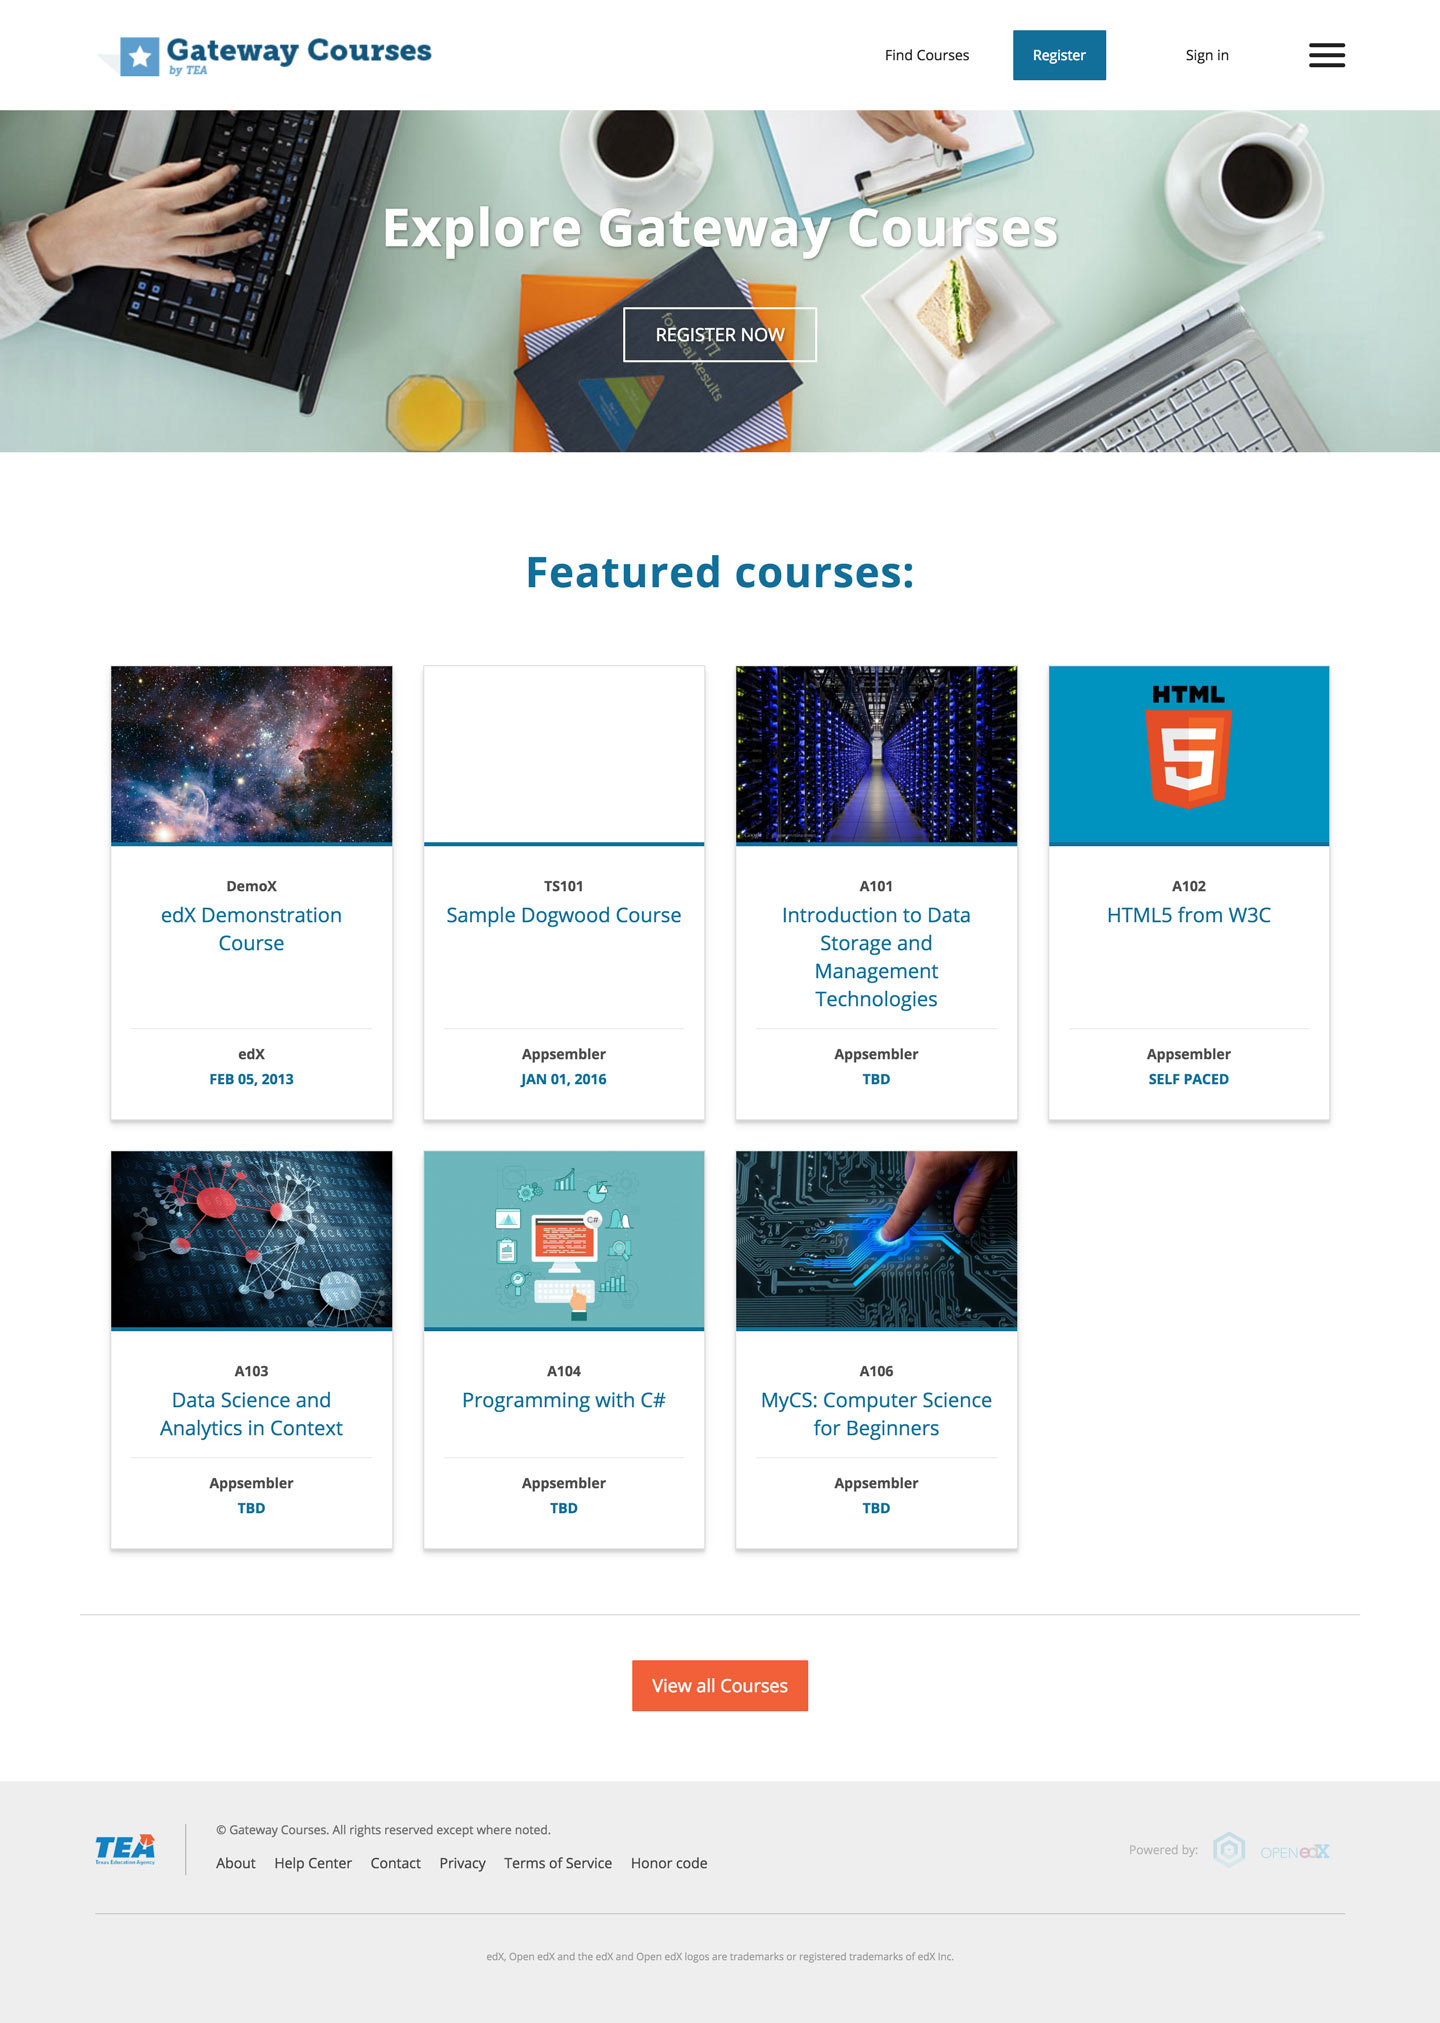 Gateway Courses
by TEA
Find Courses
Register
Sign in
Explore Gateway Courses
REGISTER NOW
Featured courses:
DemoX
edX Demonstration
Course
edX
FEB 05, 2013
TS101
Sample Dogwood Course
Appsembler
JAN 01, 2016
A101
Introduction to Data
Storage and
Management
Technologies
Appsembler
TBD
HTML
5
A102
HTML5 from W3C
Appsembler
SELF PACED
A103
Data Science and
Analytics in Context
Appsembler
TBD
C#
A104
Programming with C#
Appsembler
TBD
A106
MyCS: Computer Science
for Beginners
Appsembler
TBD
View all Courses
TEA
Texas Education Agency
© Gateway Courses. All rights reserved except where noted.
About Help Center Contact Privacy Terms of Service Honor code
Powered by:
OPEN edX
edX, Open edX and the edX and Open edX logos are trademarks or registered trademarks of edX Inc.